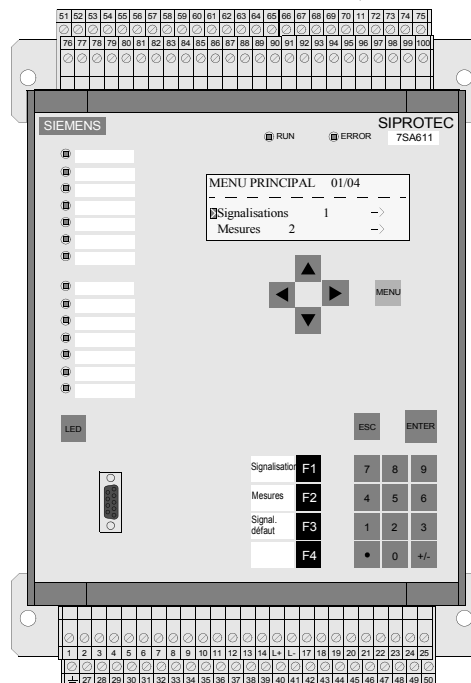 51 52 53 54 55 56 57 58 59 60 61 62 63 64 65 66 67 68 69 70 11 72 73 74 75
76 77 78 79 80 81 82 83 84 85 86 87 88 89 90 91 92 93 94 95 96 97 98 99 100
SIEMENS
SIPROTEC
RUN ERROR 7SA611
MENU PRINCIPAL 01/04
Signalisations 1 ->
Mesures 2 ->
MENU
LED
ESC ENTER
Signalisation F1 7 8 9
Mesures F2 4 5 6
Signal.
défaut F3 1 2 3
F4 • 0 +/-
1 2 3 4 5 6 7 8 9 10 11 12 13 14 L+ L- 17 18 19 20 21 22 23 24 25
27 28 29 30 31 32 33 34 35 36 37 38 39 40 41 42 43 44 45 46 47 48 49 50